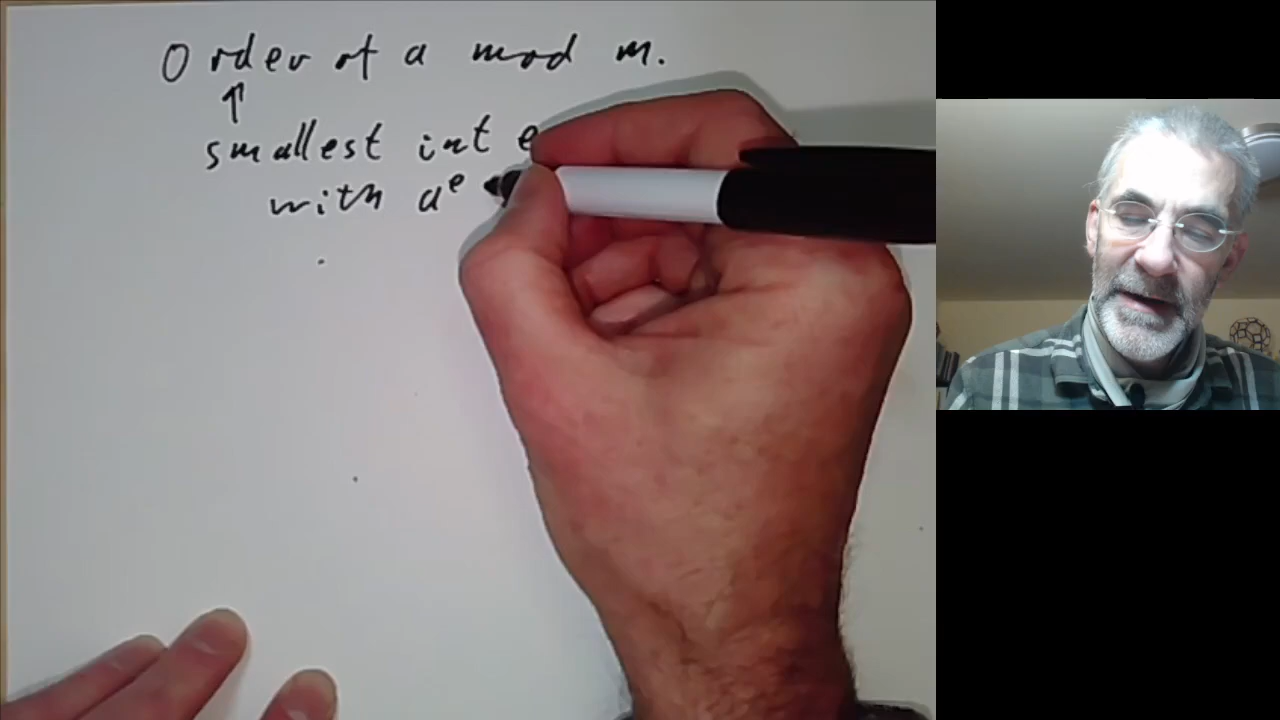 Order of a mod m.
↑
smallest int e
with a^e